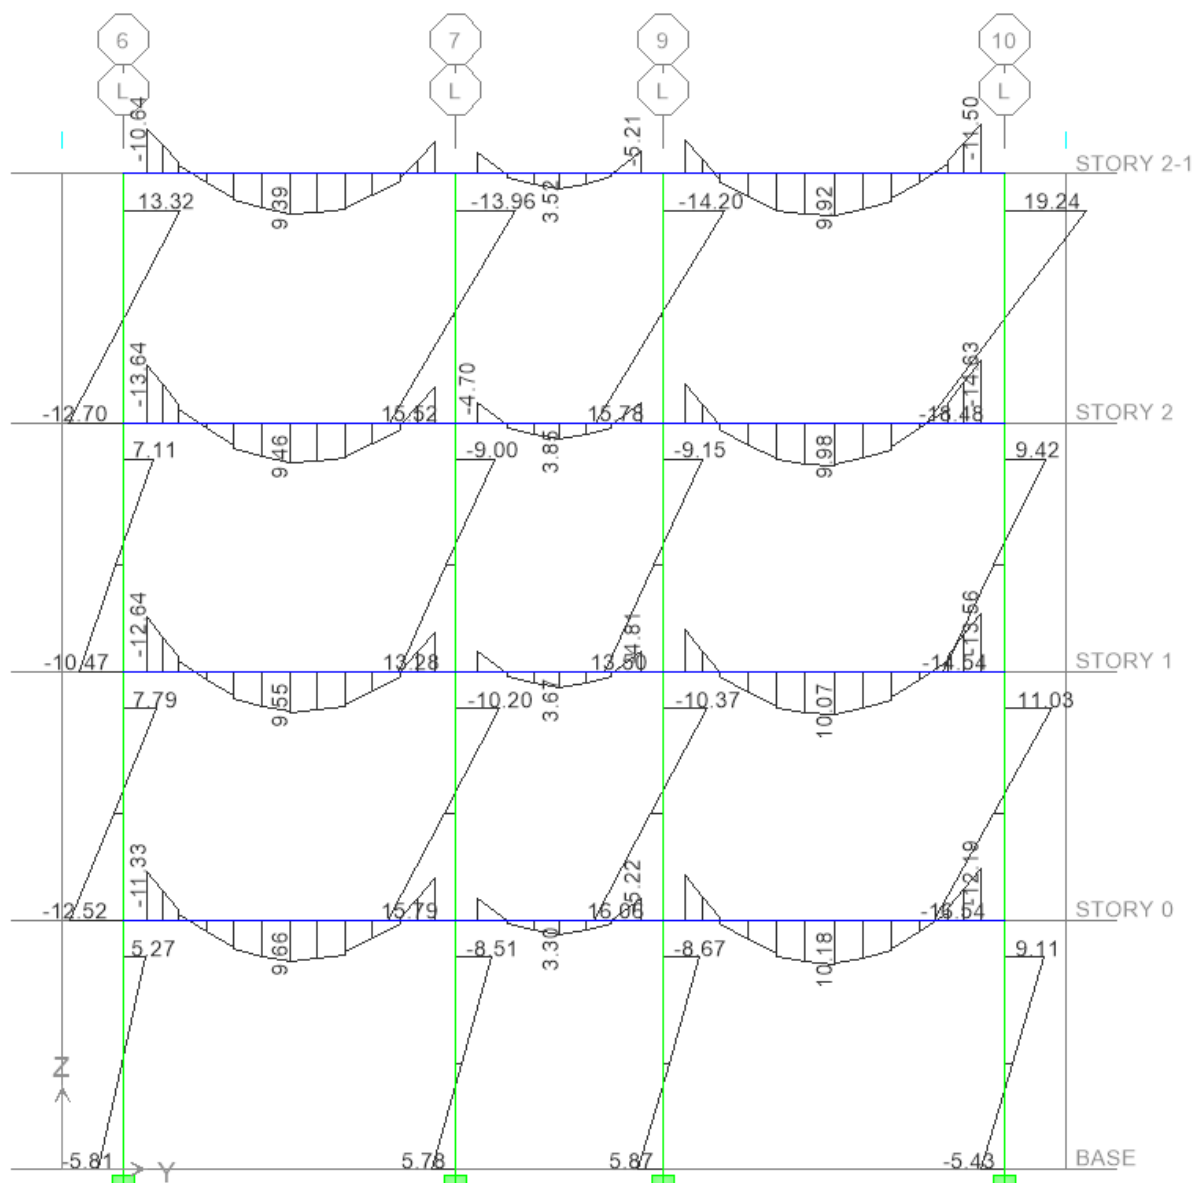 6 7 9 10
L L L L
-10.64 -5.21 -11.50
STORY 2-1
9.39 3.52 9.92
13.32 -13.96 -14.20 19.24
-13.64 -4.70 -14.63
-12.70 15.52 15.78 -18.48 STORY 2
9.46 3.85 9.98
7.11 -9.00 -9.15 9.42
-12.64 -4.81 -13.56
-10.47 13.28 13.50 -14.54 STORY 1
9.55 3.67 10.07
7.79 -10.20 -10.37 11.03
-11.33 -5.22 -12.19
-12.52 15.79 16.06 -16.54 STORY 0
9.66 3.30 10.18
5.27 -8.51 -8.67 9.11
Z
-5.81 5.78 5.87 -5.43 BASE
Y